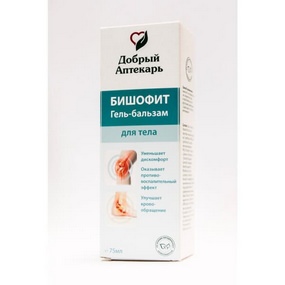 Добрый
Аптекарь
БИШОФИТ
Гель-бальзам
для тела
Уменьшает
дискомфорт
Оказывает
противо-
воспалительный
эффект
Улучшает
крово-
обращение
75мл